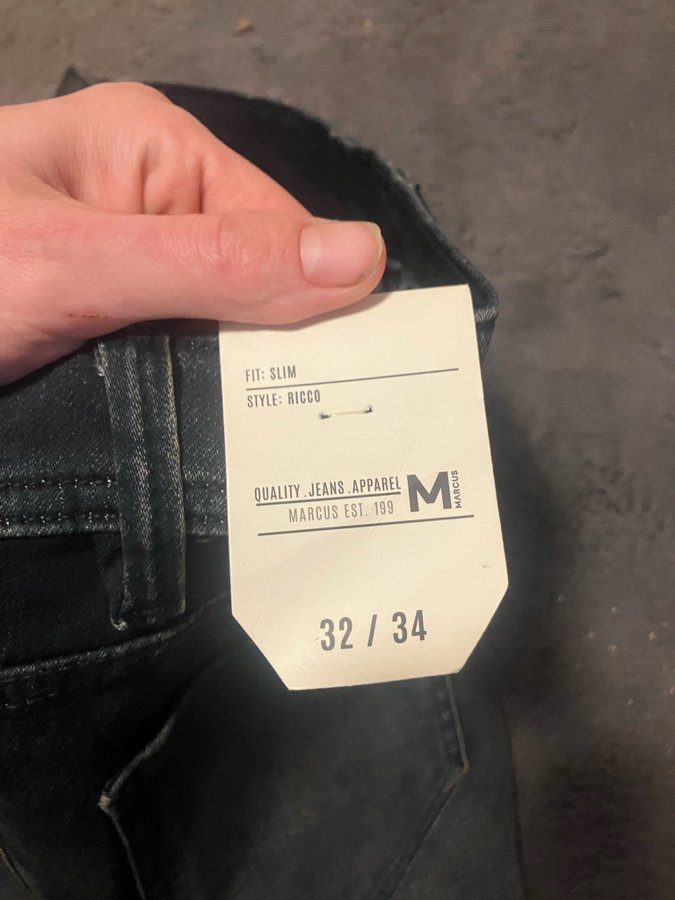 FIT: SLIM
STYLE: RICCO
QUALITY.JEANS.APPAREL
MARCUS EST. 199
M MARCUS
32 / 34